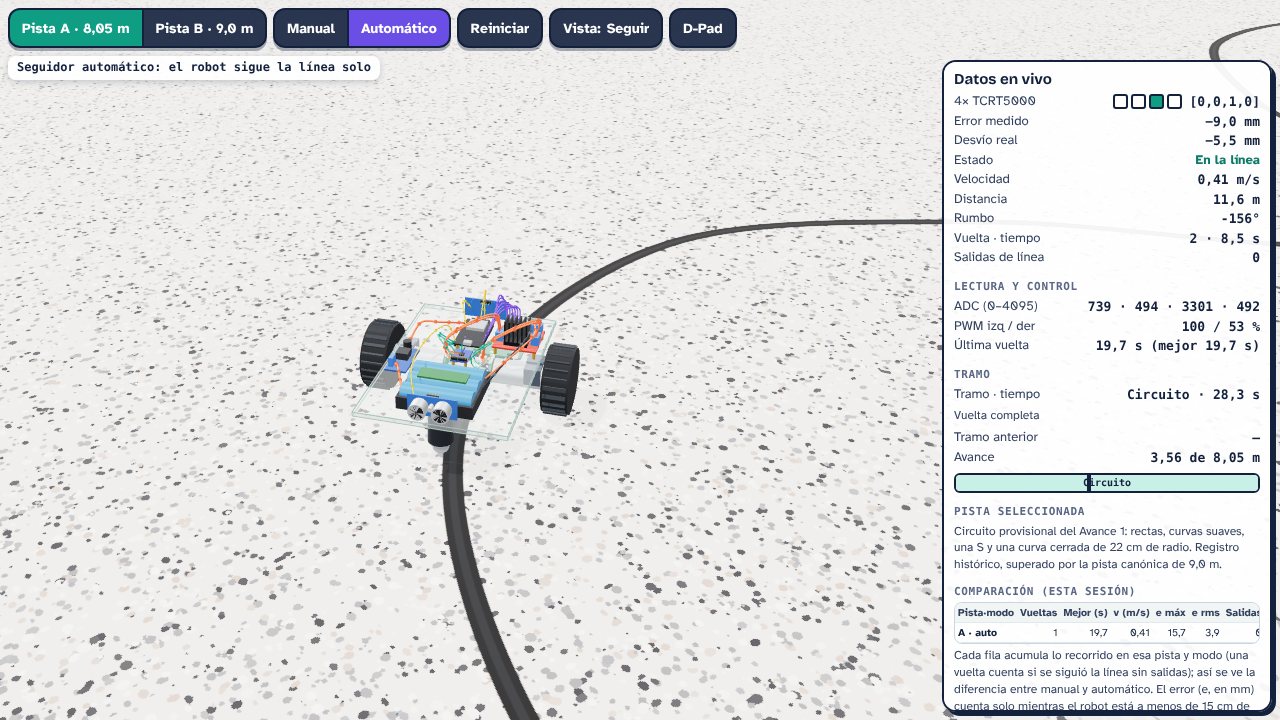 Pista A · 8,05 m Pista B · 9,0 m Manual Automático Reiniciar Vista: Seguir D-Pad
Seguidor automático: el robot sigue la línea solo
Datos en vivo
4× TCRT5000 [0,0,1,0]
Error medido −9,0 mm
Desvío real −5,5 mm
Estado En la línea
Velocidad 0,41 m/s
Distancia 11,6 m
Rumbo -156°
Vuelta · tiempo 2 · 8,5 s
Salidas de línea 0
LECTURA Y CONTROL
ADC (0–4095) 739 · 494 · 3301 · 492
PWM izq / der 100 / 53 %
Última vuelta 19,7 s (mejor 19,7 s)
TRAMO
Tramo · tiempo Circuito · 28,3 s
Vuelta completa
Tramo anterior —
Avance 3,56 de 8,05 m
Circuito
PISTA SELECCIONADA
Circuito provisional del Avance 1: rectas, curvas suaves,
una S y una curva cerrada de 22 cm de radio. Registro
histórico, superado por la pista canónica de 9,0 m.
COMPARACIÓN (ESTA SESIÓN)
Pista·modo Vueltas Mejor (s) v (m/s) e máx e rms Salidas
A · auto 1 19,7 0,41 15,7 3,9 0
Cada fila acumula lo recorrido en esa pista y modo (una
vuelta cuenta si se siguió la línea sin salidas); así se ve la
diferencia entre manual y automático. El error (e, en mm)
cuenta solo mientras el robot está a menos de 15 cm de